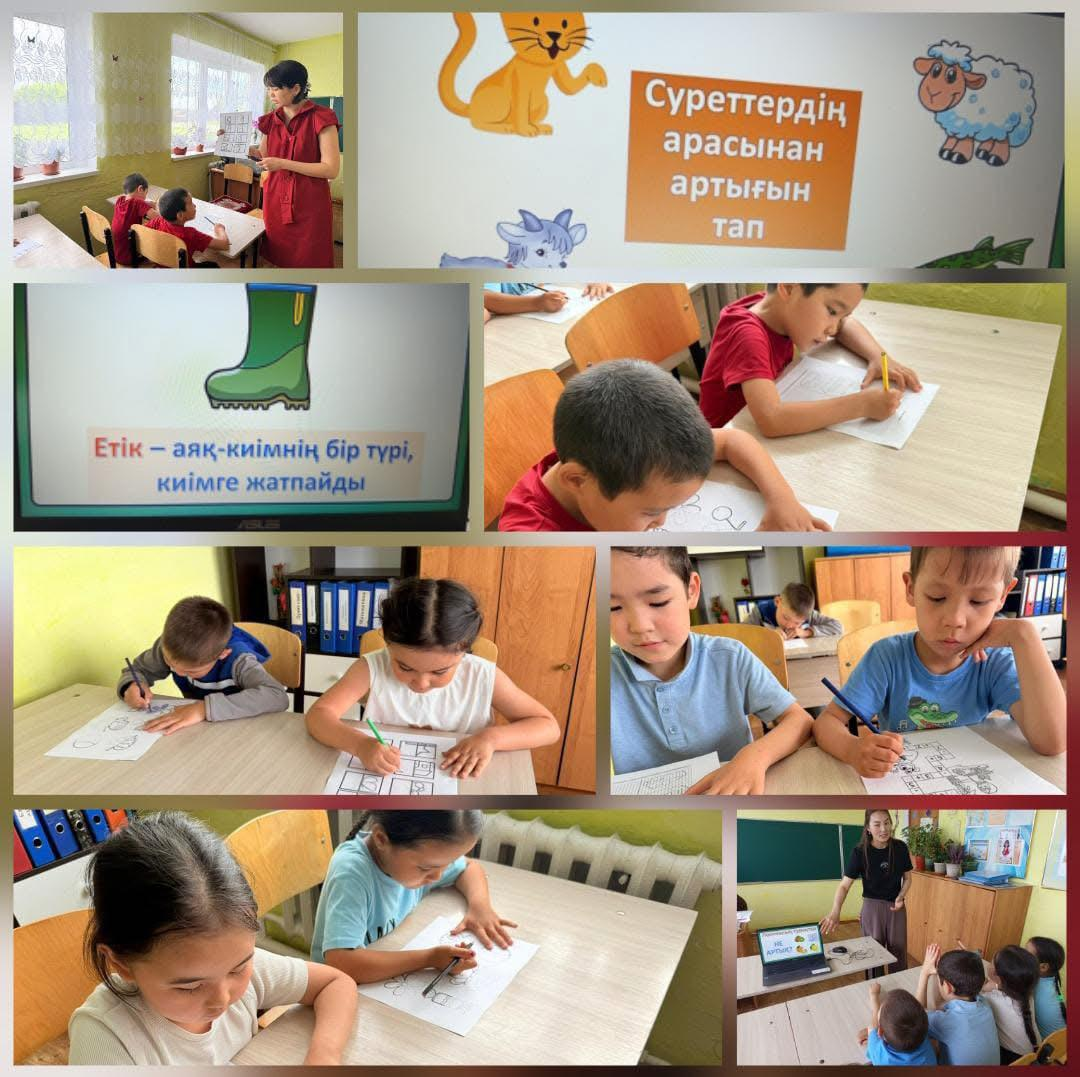 Суреттердің
арасынан
артығын
тап
Етік – аяқ-киімнің бір түрі,
киімге жатпайды
ASUS
НЕ
АРТЫҚ?